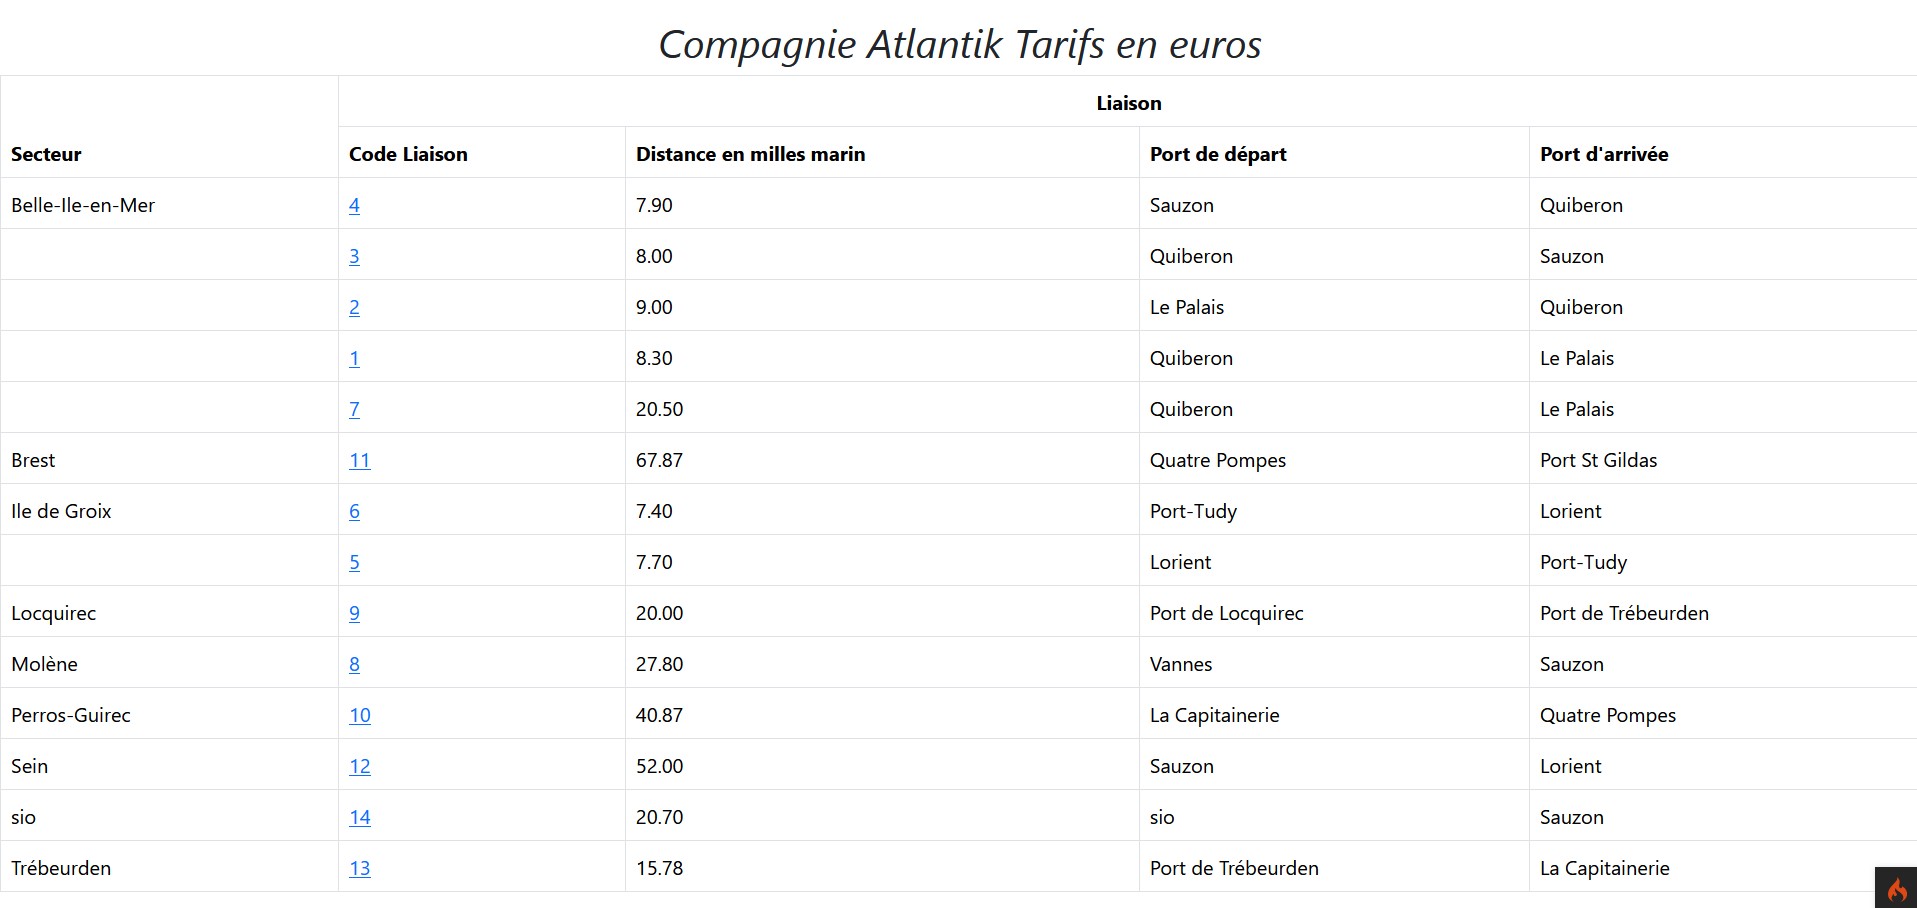 Compagnie Atlantik Tarifs en euros
Liaison
Secteur Code Liaison Distance en milles marin Port de départ Port d'arrivée
Belle-Ile-en-Mer 4 7.90 Sauzon Quiberon
3 8.00 Quiberon Sauzon
2 9.00 Le Palais Quiberon
1 8.30 Quiberon Le Palais
7 20.50 Quiberon Le Palais
Brest 11 67.87 Quatre Pompes Port St Gildas
Ile de Groix 6 7.40 Port-Tudy Lorient
5 7.70 Lorient Port-Tudy
Locquirec 9 20.00 Port de Locquirec Port de Trébeurden
Molène 8 27.80 Vannes Sauzon
Perros-Guirec 10 40.87 La Capitainerie Quatre Pompes
Sein 12 52.00 Sauzon Lorient
sio 14 20.70 sio Sauzon
Trébeurden 13 15.78 Port de Trébeurden La Capitainerie